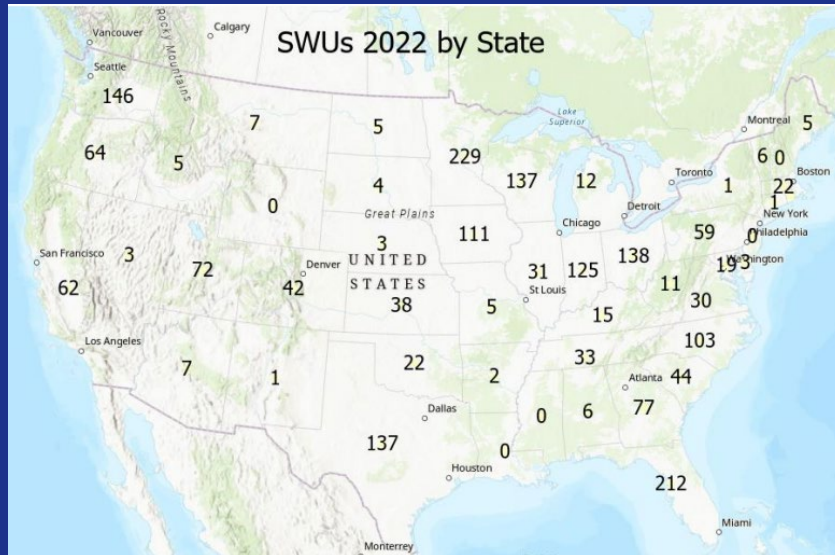 SWUs 2022 by State
Vancouver
Calgary
Rocky Mountains
Seattle
146
7
5
Lake Superior
Montreal
5
64
5
229
137
12
6
0
Toronto
Boston
22
1
1
0
4
Great Plains
Detroit
New York
Chicago
3
111
59
0
Philadelphia
San Francisco
3
72
Denver
UNITED
STATES
31
125
138
19
3
Washington
62
42
38
St Louis
5
11
30
15
103
Los Angeles
7
1
22
2
33
Atlanta
44
77
Dallas
0
6
137
0
Houston
212
Miami
Monterrey